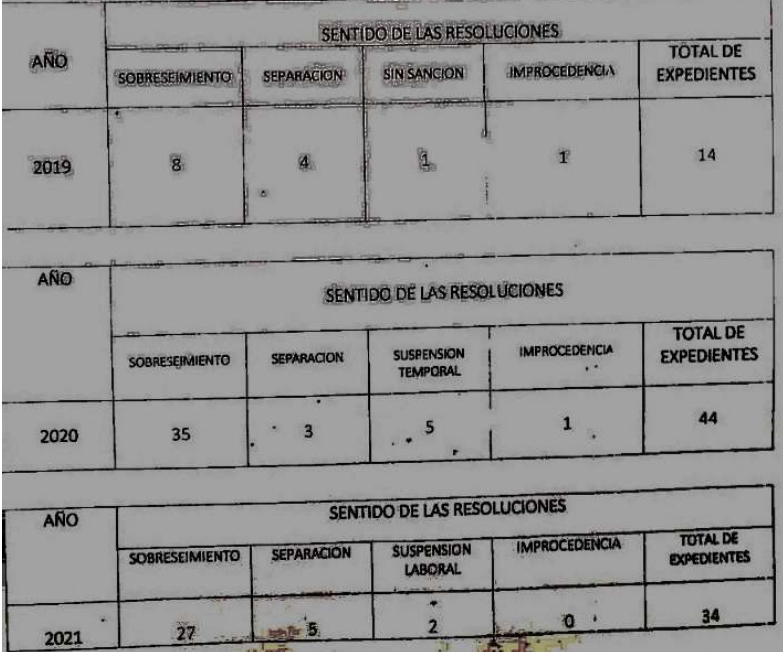 AÑO SENTIDO DE LAS RESOLUCIONES
SOBRESEIMIENTO SEPARACION SIN SANCION IMPROCEDENCIA TOTAL DE EXPEDIENTES
2019 8 4 1 1 14
AÑO SENTIDO DE LAS RESOLUCIONES
SOBRESEIMIENTO SEPARACION SUSPENSION TEMPORAL IMPROCEDENCIA TOTAL DE EXPEDIENTES
2020 35 3 5 1 44
AÑO SENTIDO DE LAS RESOLUCIONES
SOBRESEIMIENTO SEPARACION SUSPENSION LABORAL IMPROCEDENCIA TOTAL DE EXPEDIENTES
2021 27 5 2 0 34